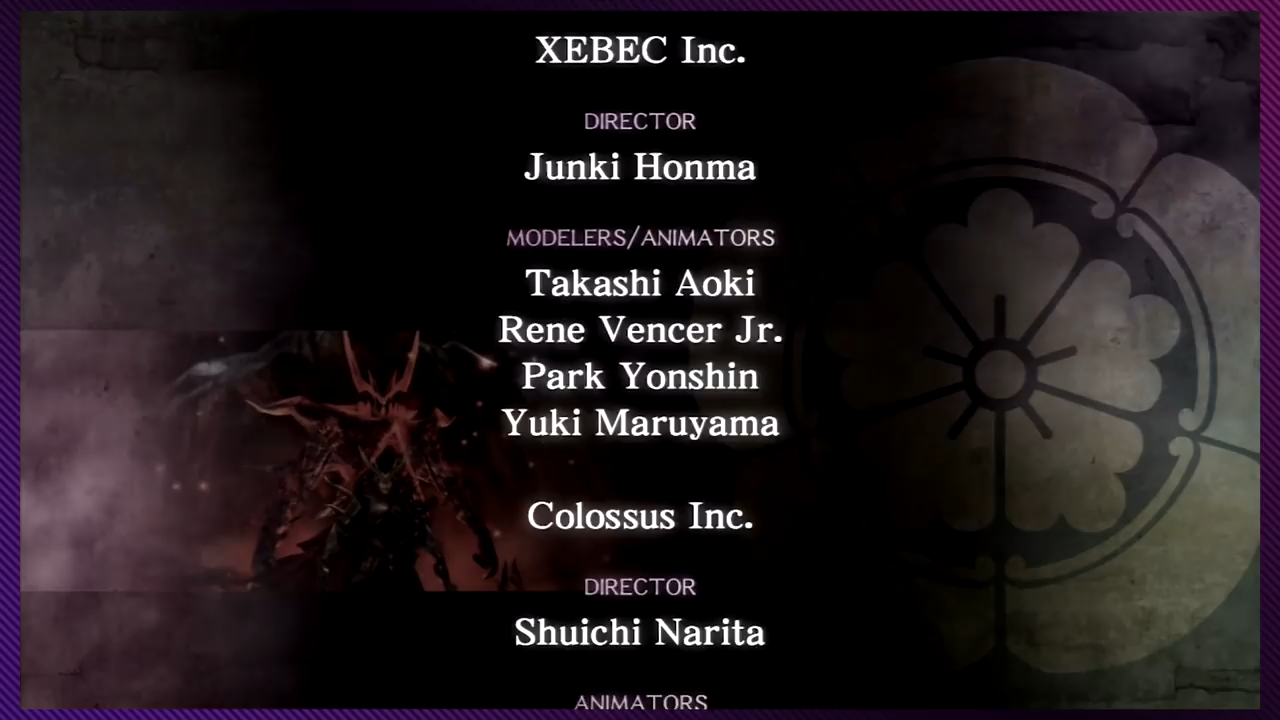 XEBEC Inc.
DIRECTOR
Junki Honma
MODELERS/ANIMATORS
Takashi Aoki
Rene Vencer Jr.
Park Yonshin
Yuki Maruyama
Colossus Inc.
DIRECTOR
Shuichi Narita
ANIMATORS